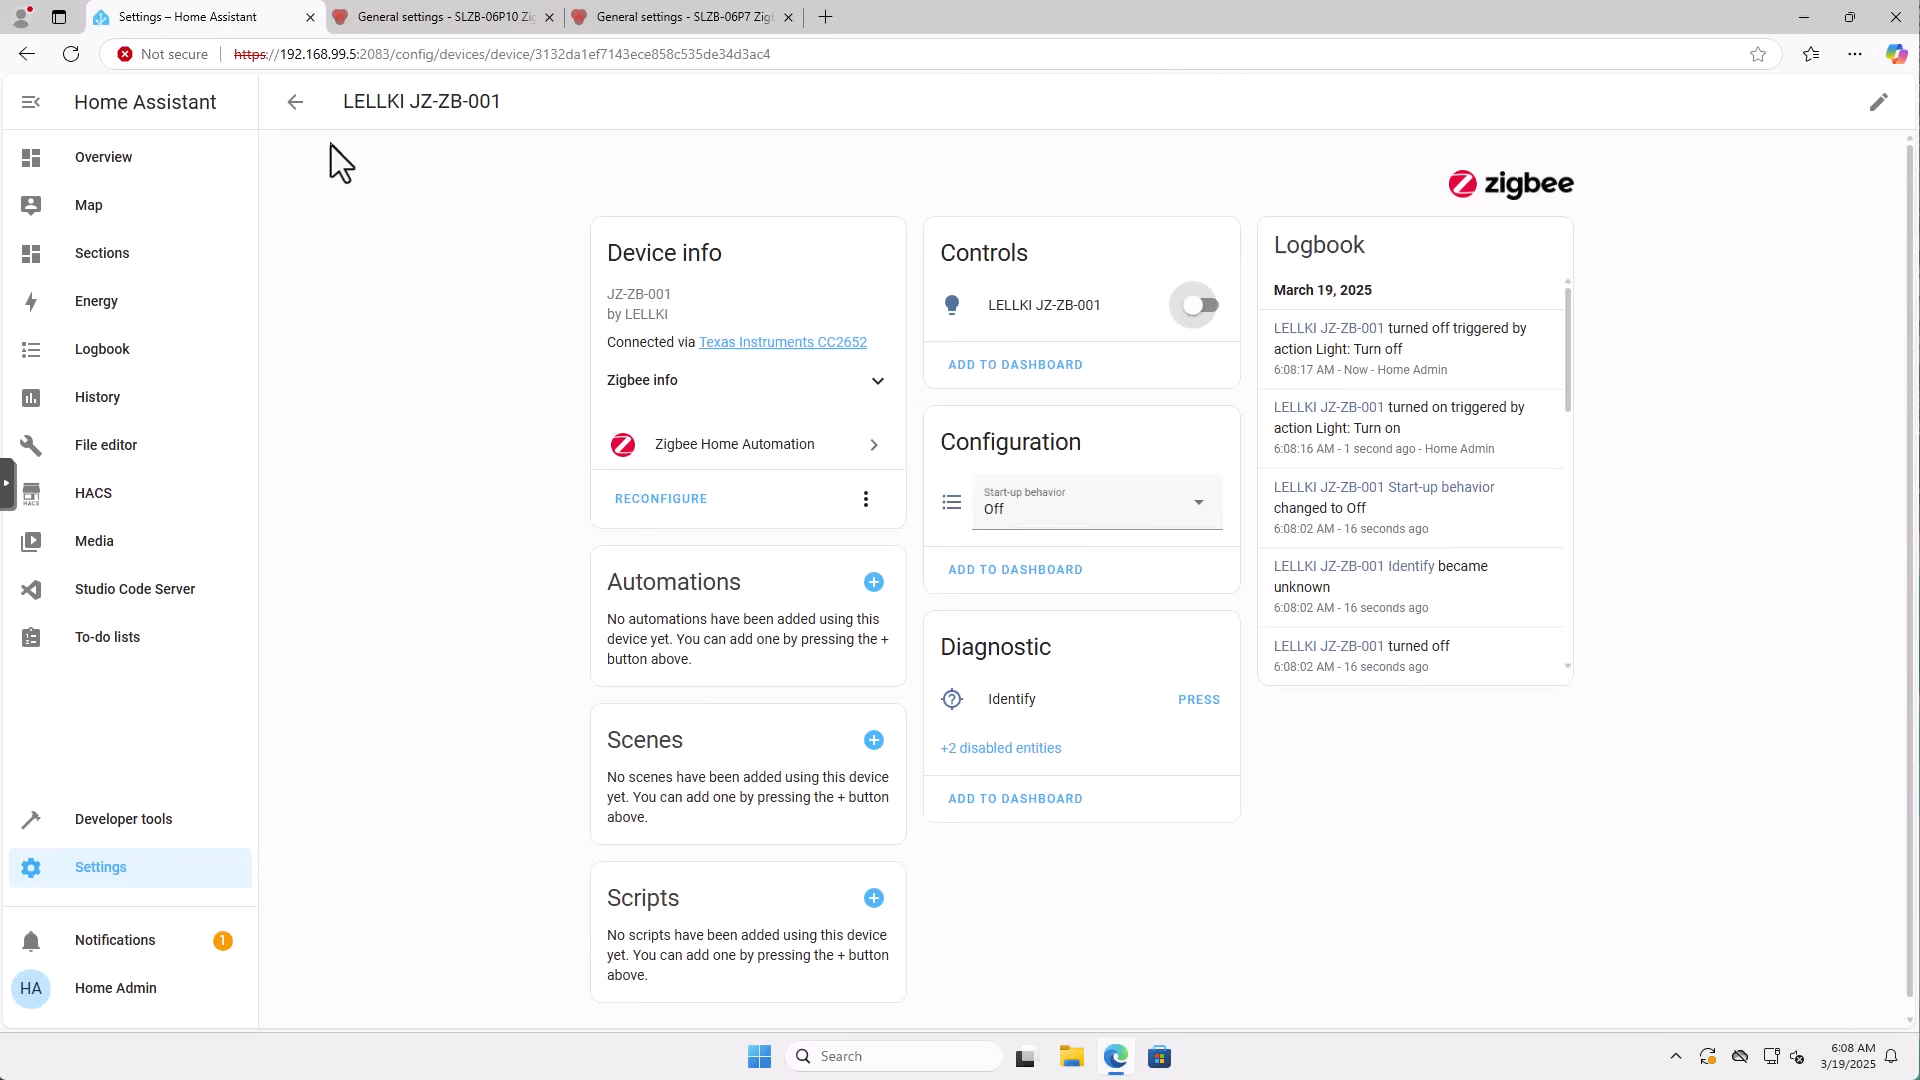 Settings – Home Assistant
General settings - SLZB-06P10 Zig
General settings - SLZB-06P7 Zigl
Not secure
https://192.168.99.5:2083/config/devices/device/3132da1ef7143ece858c535de34d3ac4
Home Assistant
LELLKI JZ-ZB-001
Overview
Map
Sections
Energy
Logbook
History
File editor
HACS
HACS
Media
Studio Code Server
To-do lists
Developer tools
Settings
Notifications
1
HA
Home Admin
zigbee
Device info
JZ-ZB-001
by LELLKI
Connected via Texas Instruments CC2652
Zigbee info
Zigbee Home Automation
RECONFIGURE
Automations
No automations have been added using this
device yet. You can add one by pressing the +
button above.
Scenes
No scenes have been added using this device
yet. You can add one by pressing the + button
above.
Scripts
No scripts have been added using this device
yet. You can add one by pressing the + button
above.
Controls
LELLKI JZ-ZB-001
ADD TO DASHBOARD
Configuration
Start-up behavior
Off
ADD TO DASHBOARD
Diagnostic
Identify
PRESS
+2 disabled entities
ADD TO DASHBOARD
Logbook
March 19, 2025
LELLKI JZ-ZB-001 turned off triggered by
action Light: Turn off
6:08:17 AM - Now - Home Admin
LELLKI JZ-ZB-001 turned on triggered by
action Light: Turn on
6:08:16 AM - 1 second ago - Home Admin
LELLKI JZ-ZB-001 Start-up behavior
changed to Off
6:08:02 AM - 16 seconds ago
LELLKI JZ-ZB-001 Identify became
unknown
6:08:02 AM - 16 seconds ago
LELLKI JZ-ZB-001 turned off
6:08:02 AM - 16 seconds ago
Search
6:08 AM
3/19/2025